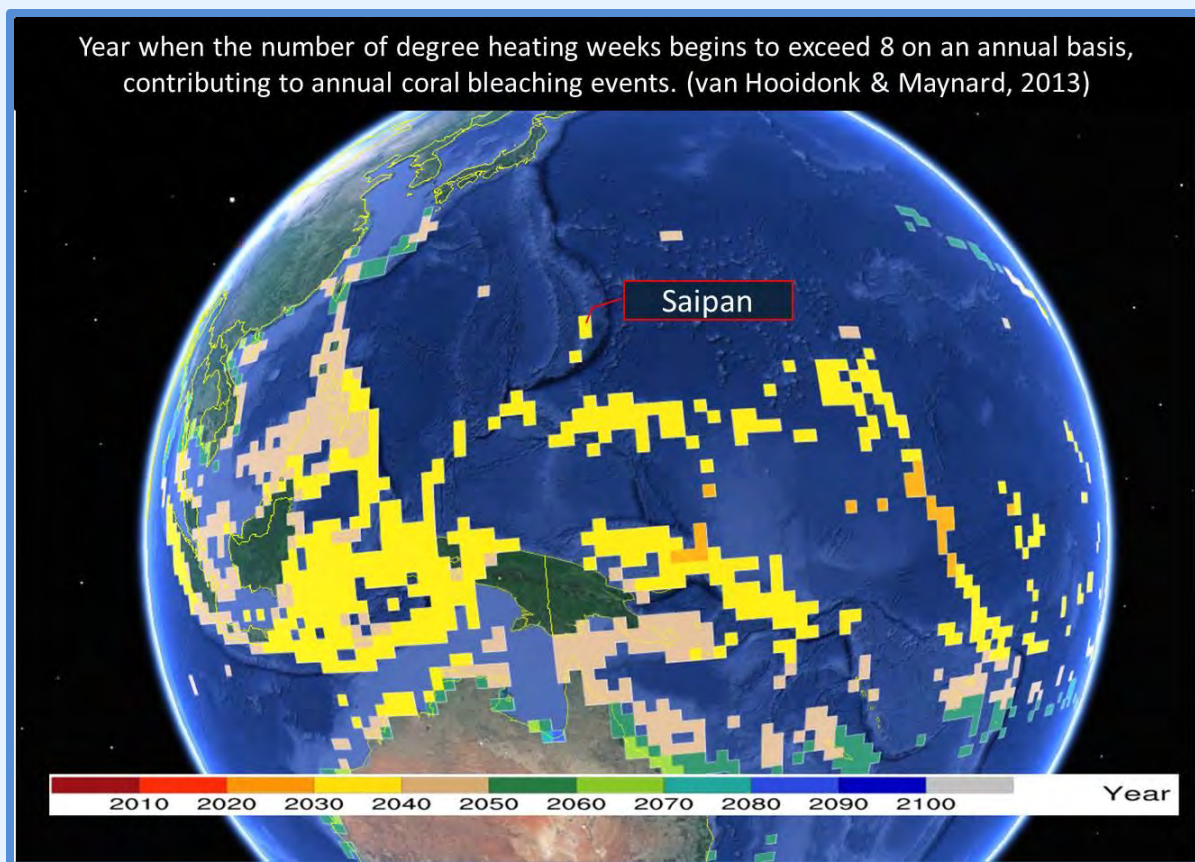 Year when the number of degree heating weeks begins to exceed 8 on an annual basis,
contributing to annual coral bleaching events. (van Hooidonk & Maynard, 2013)
Saipan
2010 2020 2030 2040 2050 2060 2070 2080 2090 2100 Year